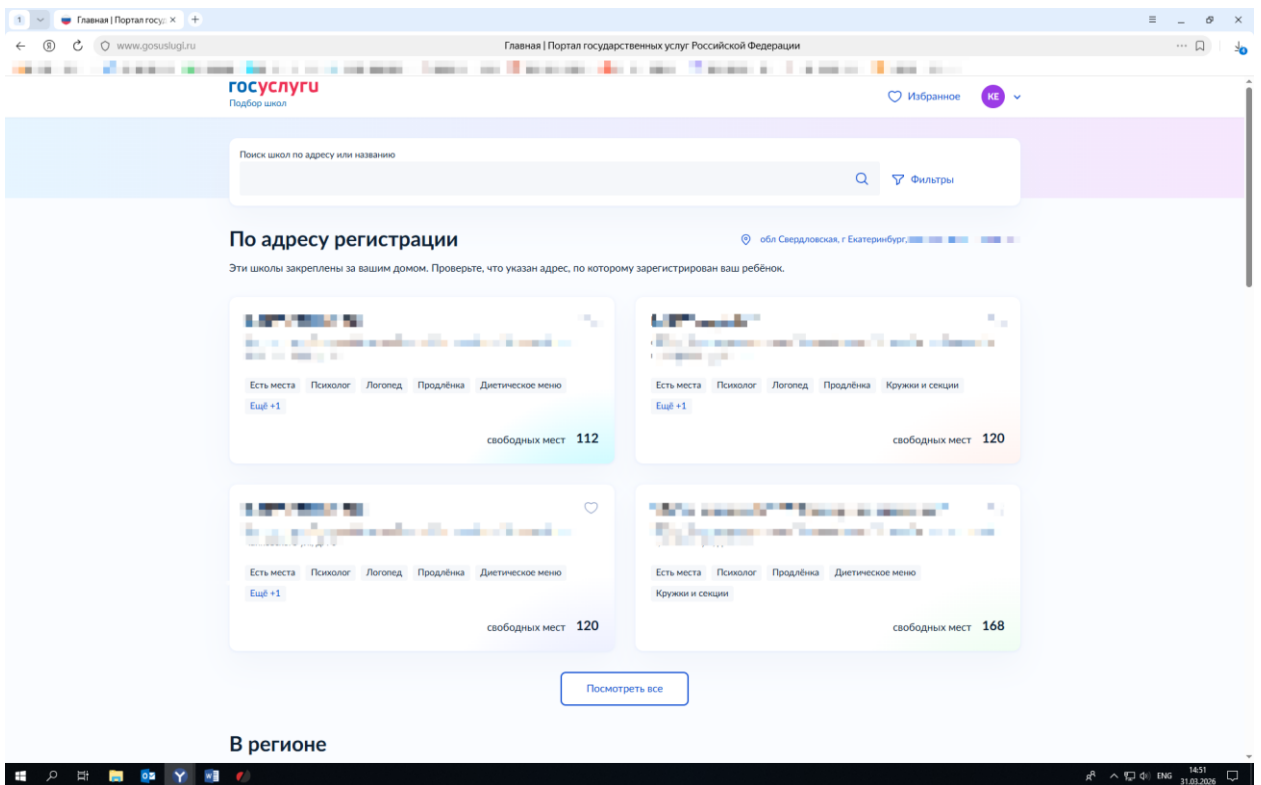 1
Главная | Портал госу
www.gosuslugi.ru
Главная | Портал государственных услуг Российской Федерации
госуслуги
Подбор школ
Избранное
КЕ
Поиск школ по адресу или названию
Фильтры
По адресу регистрации
обл Свердловская, г Екатеринбург,
Эти школы закреплены за вашим домом. Проверьте, что указан адрес, по которому зарегистрирован ваш ребёнок.
Есть места Психолог Логопед Продлёнка Диетическое меню
Ещё +1
свободных мест 112
Есть места Психолог Логопед Продлёнка Кружки и секции
Ещё +1
свободных мест 120
Есть места Психолог Логопед Продлёнка Диетическое меню
Ещё +1
свободных мест 120
Есть места Психолог Продлёнка Диетическое меню
Кружки и секции
свободных мест 168
Посмотреть все
В регионе
ENG
14:51
31.03.2026